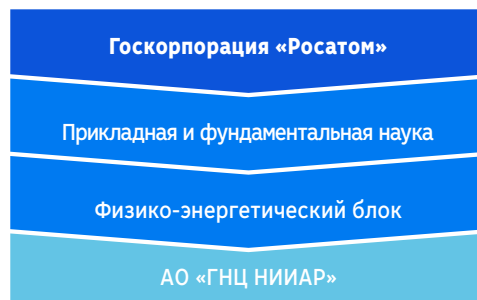 Госкорпорация «Росатом»
Прикладная и фундаментальная наука
Физико-энергетический блок
АО «ГНЦ НИИАР»